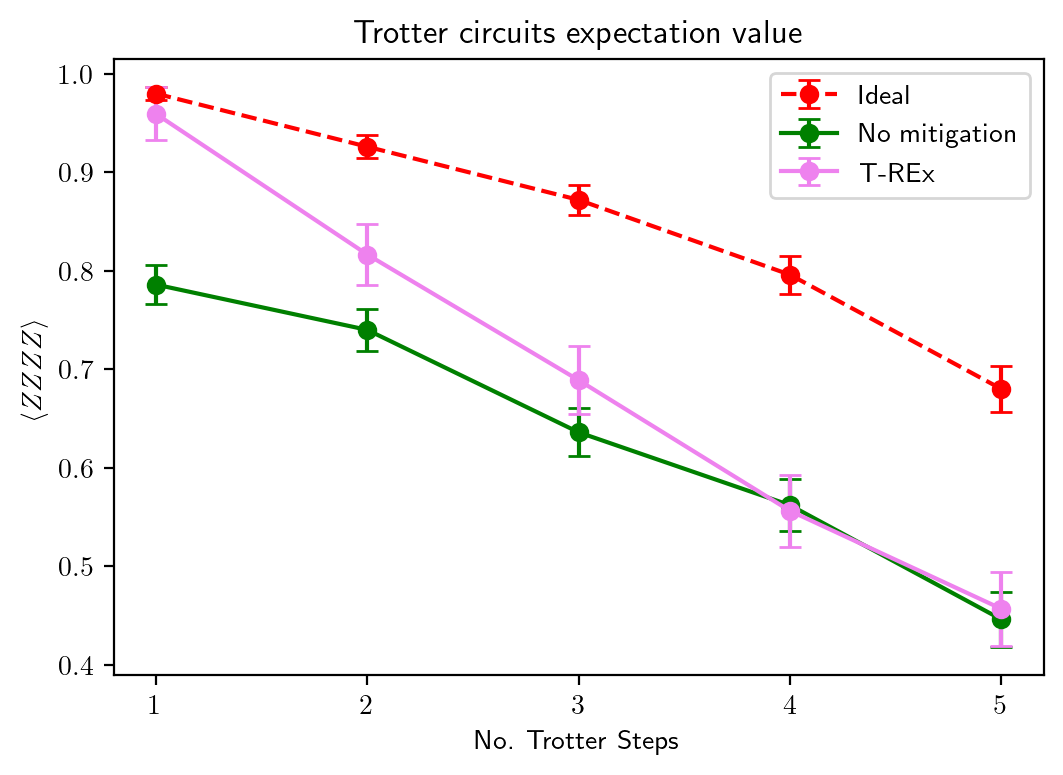 Trotter circuits expectation value
1.0
0.9
0.8
0.7
0.6
0.5
0.4
⟨ZZZZ⟩
Ideal
No mitigation
T-REx
1 2 3 4 5
No. Trotter Steps